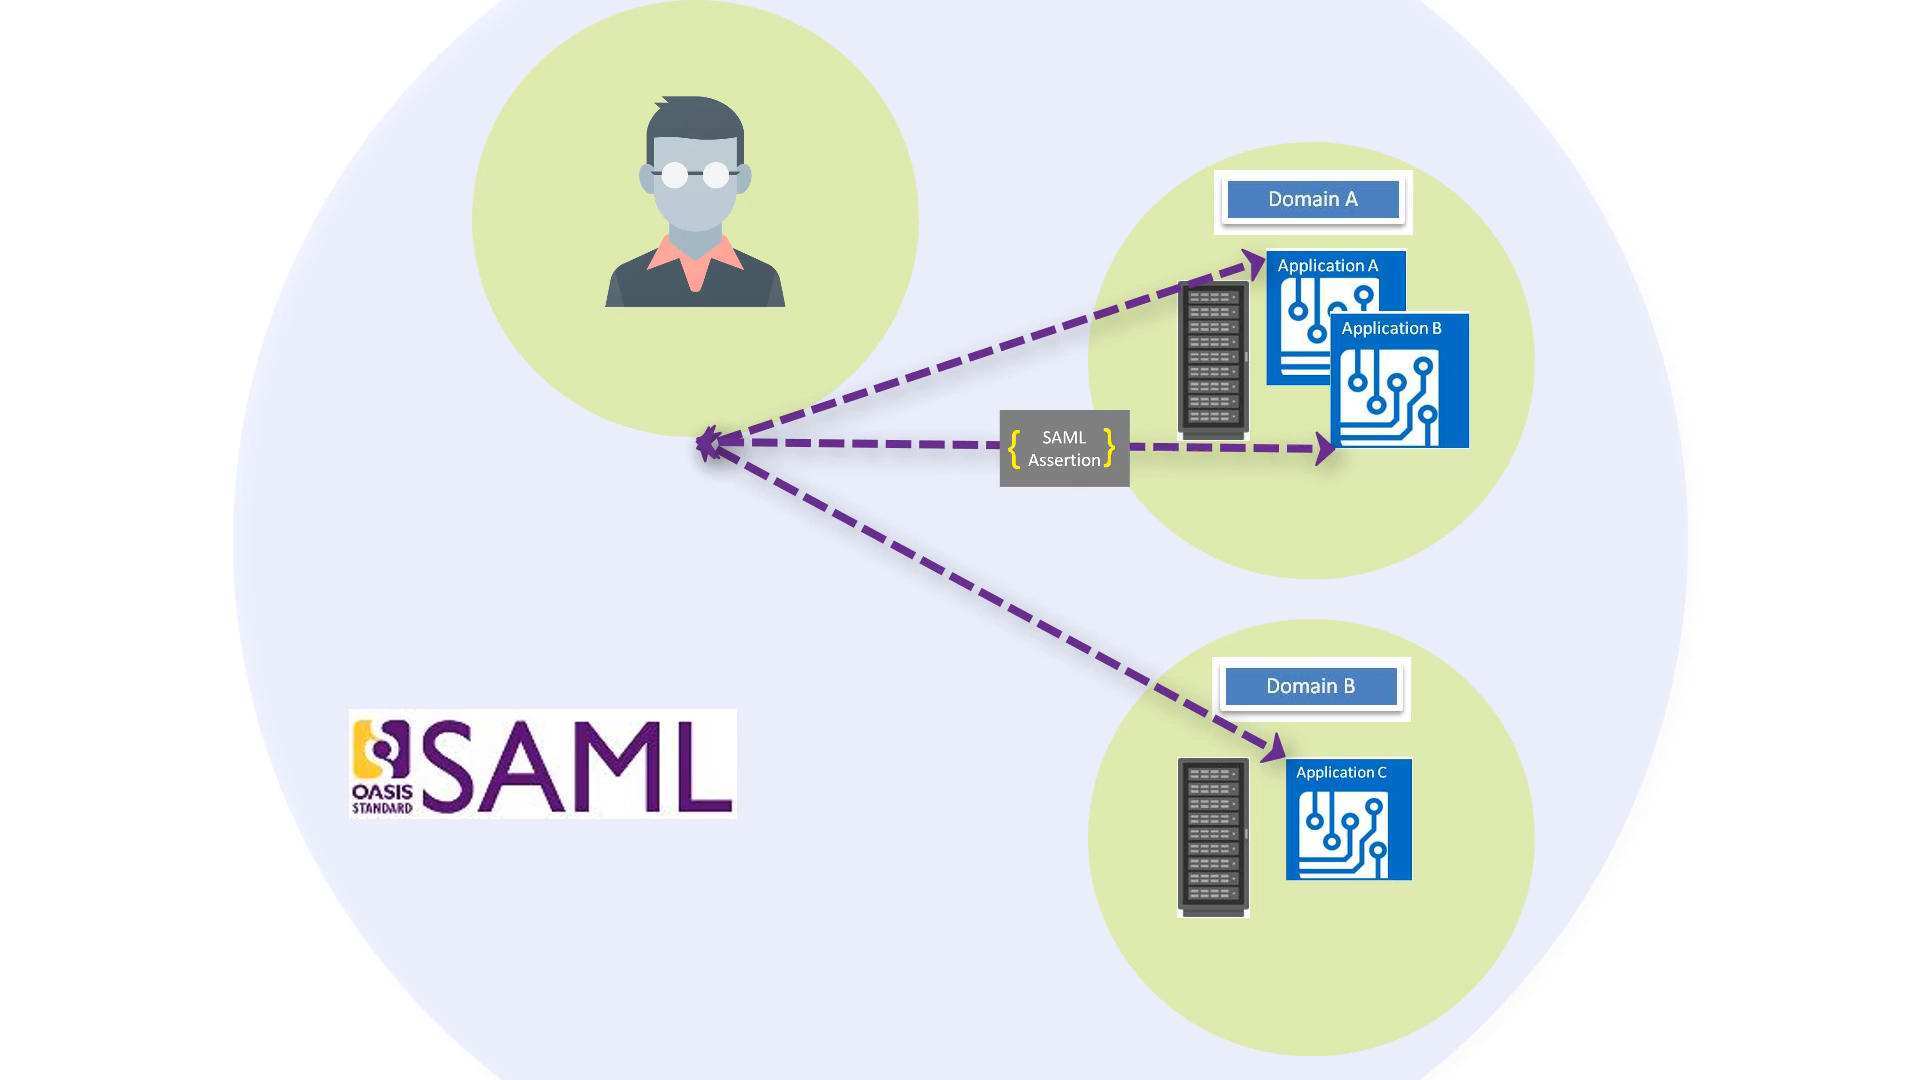 Domain A
Application A
Application B
{ SAML
Assertion }
Domain B
OASIS
STANDARD
SAML
Application C